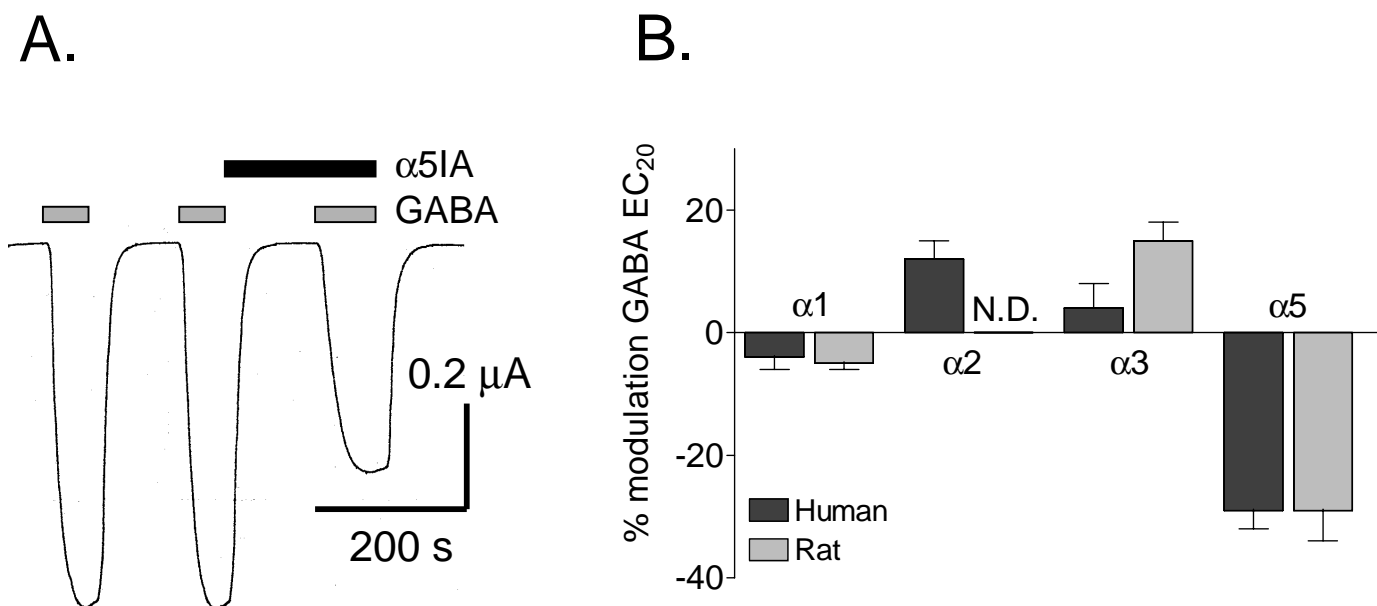 A.
α5IA
GABA
0.2 μA
200 s
B.
% modulation GABA EC20
20
0
-20
-40
α1
N.D.
α2
α3
α5
Human
Rat